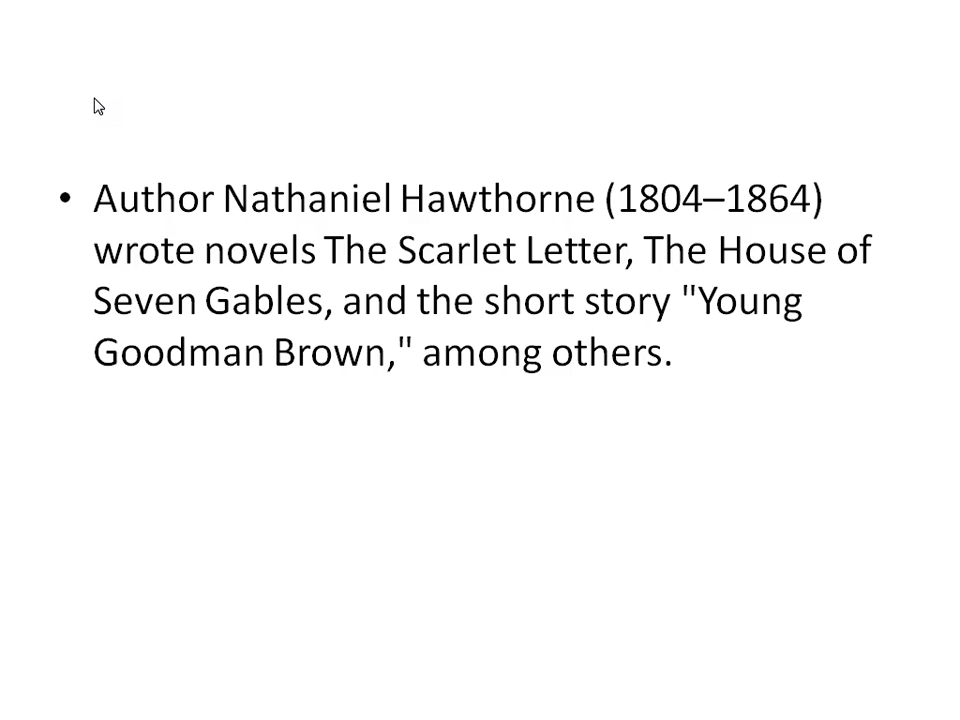 • Author Nathaniel Hawthorne (1804–1864)
wrote novels The Scarlet Letter, The House of
Seven Gables, and the short story "Young
Goodman Brown," among others.